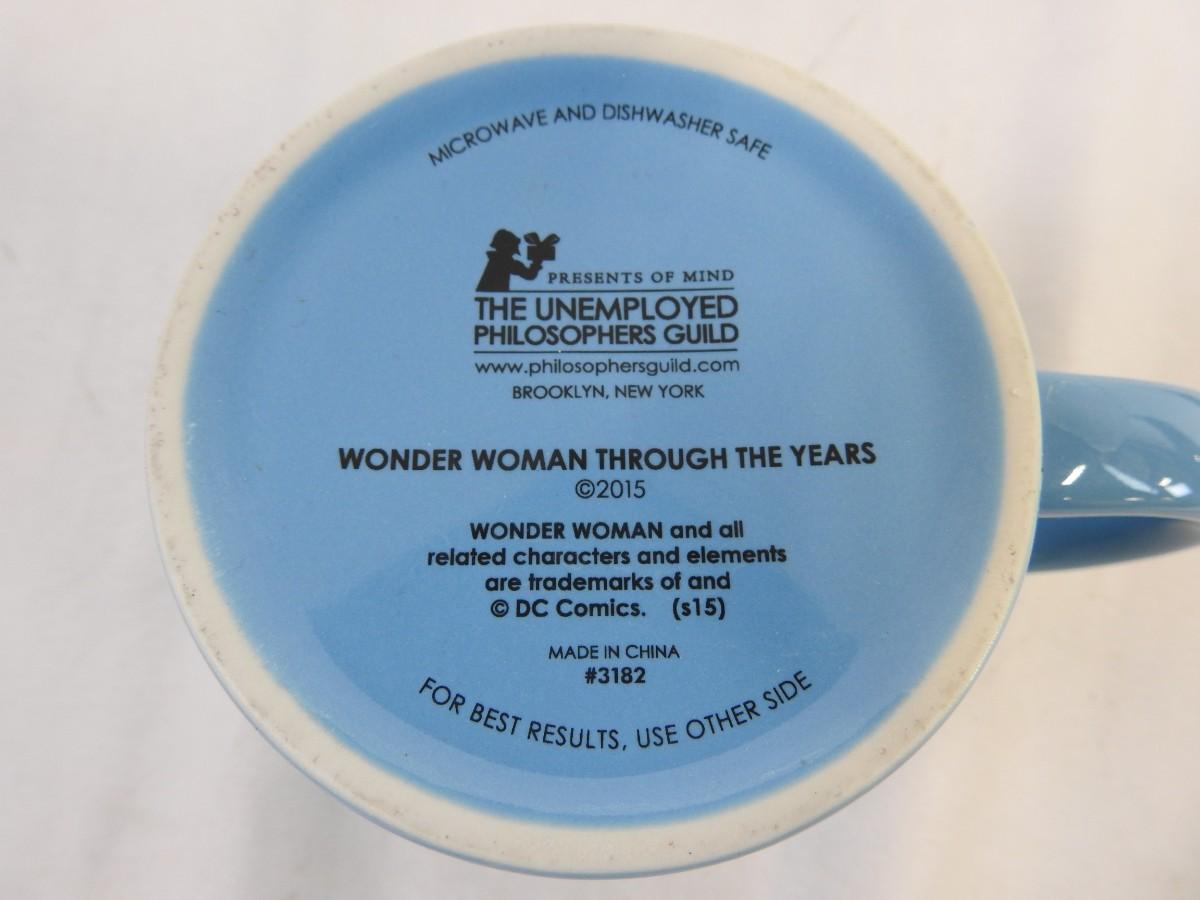 MICROWAVE AND DISHWASHER SAFE
PRESENTS OF MIND
THE UNEMPLOYED
PHILOSOPHERS GUILD
www.philosophersguild.com
BROOKLYN, NEW YORK
WONDER WOMAN THROUGH THE YEARS
©2015
WONDER WOMAN and all
related characters and elements
are trademarks of and
© DC Comics. (s15)
MADE IN CHINA
#3182
FOR BEST RESULTS, USE OTHER SIDE